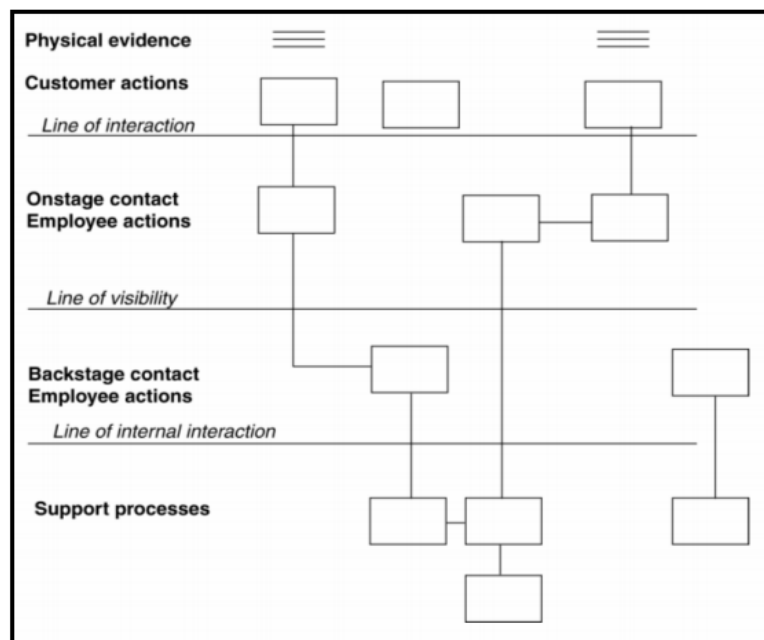 Physical evidence
Customer actions
Line of interaction
Onstage contact
Employee actions
Line of visibility
Backstage contact
Employee actions
Line of internal interaction
Support processes